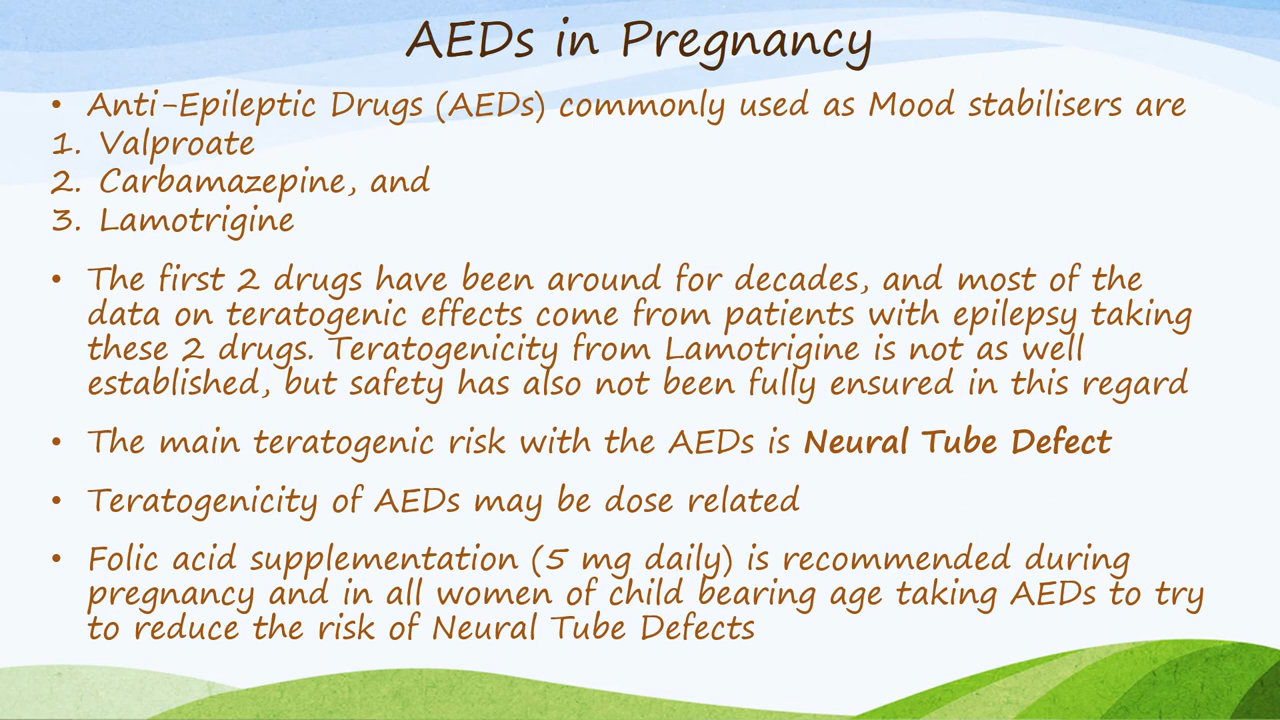 AEDs in Pregnancy
• Anti-Epileptic Drugs (AEDs) commonly used as Mood stabilisers are
1. Valproate
2. Carbamazepine, and
3. Lamotrigine
• The first 2 drugs have been around for decades, and most of the
data on teratogenic effects come from patients with epilepsy taking
these 2 drugs. Teratogenicity from Lamotrigine is not as well
established, but safety has also not been fully ensured in this regard
• The main teratogenic risk with the AEDs is Neural Tube Defect
• Teratogenicity of AEDs may be dose related
• Folic acid supplementation (5 mg daily) is recommended during
pregnancy and in all women of child bearing age taking AEDs to try
to reduce the risk of Neural Tube Defects